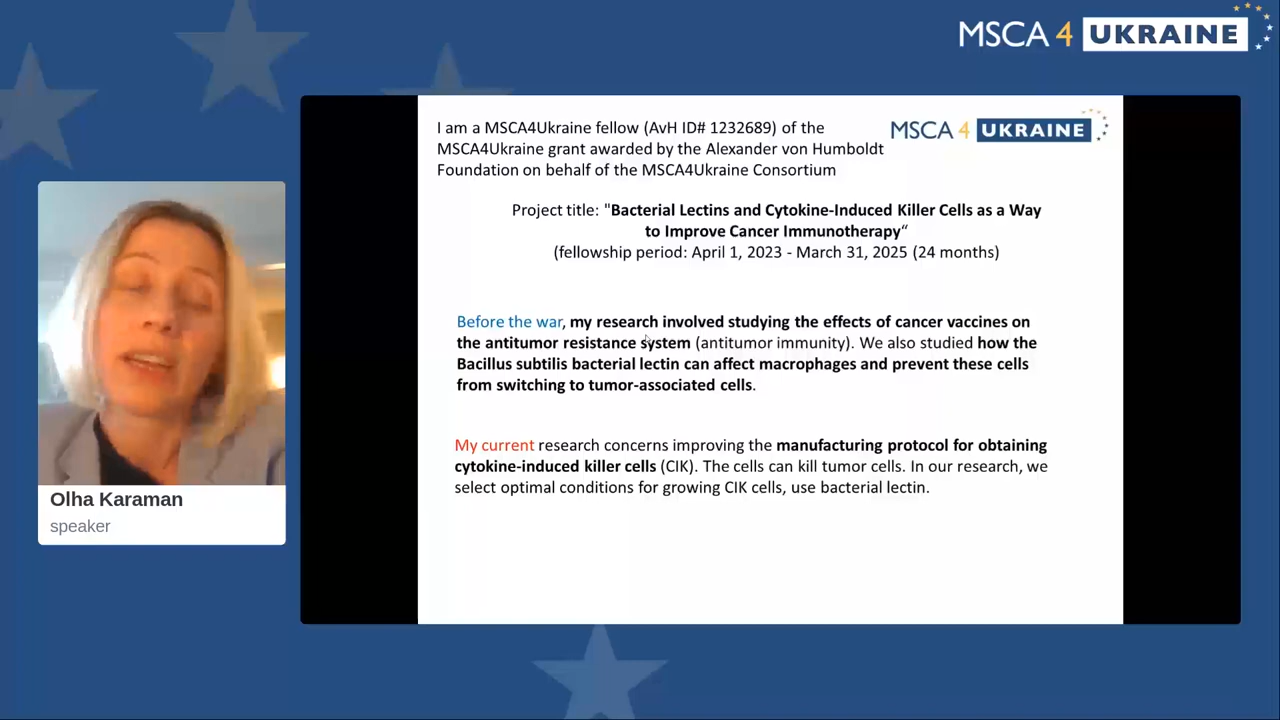 MSCA 4 UKRAINE
I am a MSCA4Ukraine fellow (AvH ID# 1232689) of the
MSCA4Ukraine grant awarded by the Alexander von Humboldt
Foundation on behalf of the MSCA4Ukraine Consortium
MSCA 4 UKRAINE
Project title: "Bacterial Lectins and Cytokine-Induced Killer Cells as a Way
to Improve Cancer Immunotherapy“
(fellowship period: April 1, 2023 - March 31, 2025 (24 months)
Before the war, my research involved studying the effects of cancer vaccines on
the antitumor resistance system (antitumor immunity). We also studied how the
Bacillus subtilis bacterial lectin can affect macrophages and prevent these cells
from switching to tumor-associated cells.
My current research concerns improving the manufacturing protocol for obtaining
cytokine-induced killer cells (CIK). The cells can kill tumor cells. In our research, we
select optimal conditions for growing CIK cells, use bacterial lectin.
Olha Karaman
speaker